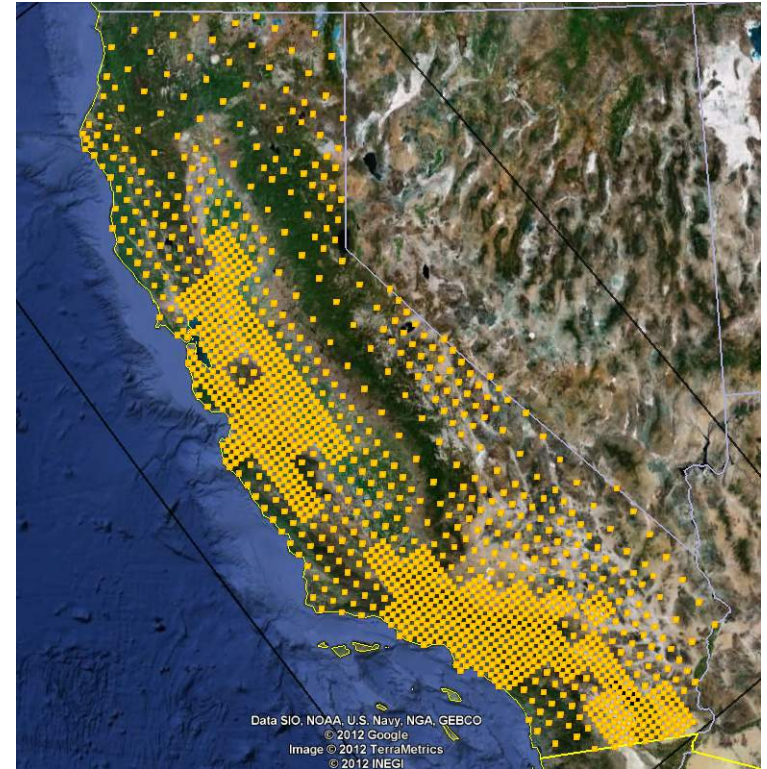 Data SIO, NOAA, U.S. Navy, NGA, GEBCO
© 2012 Google
Image © 2012 TerraMetrics
© 2012 INEGI